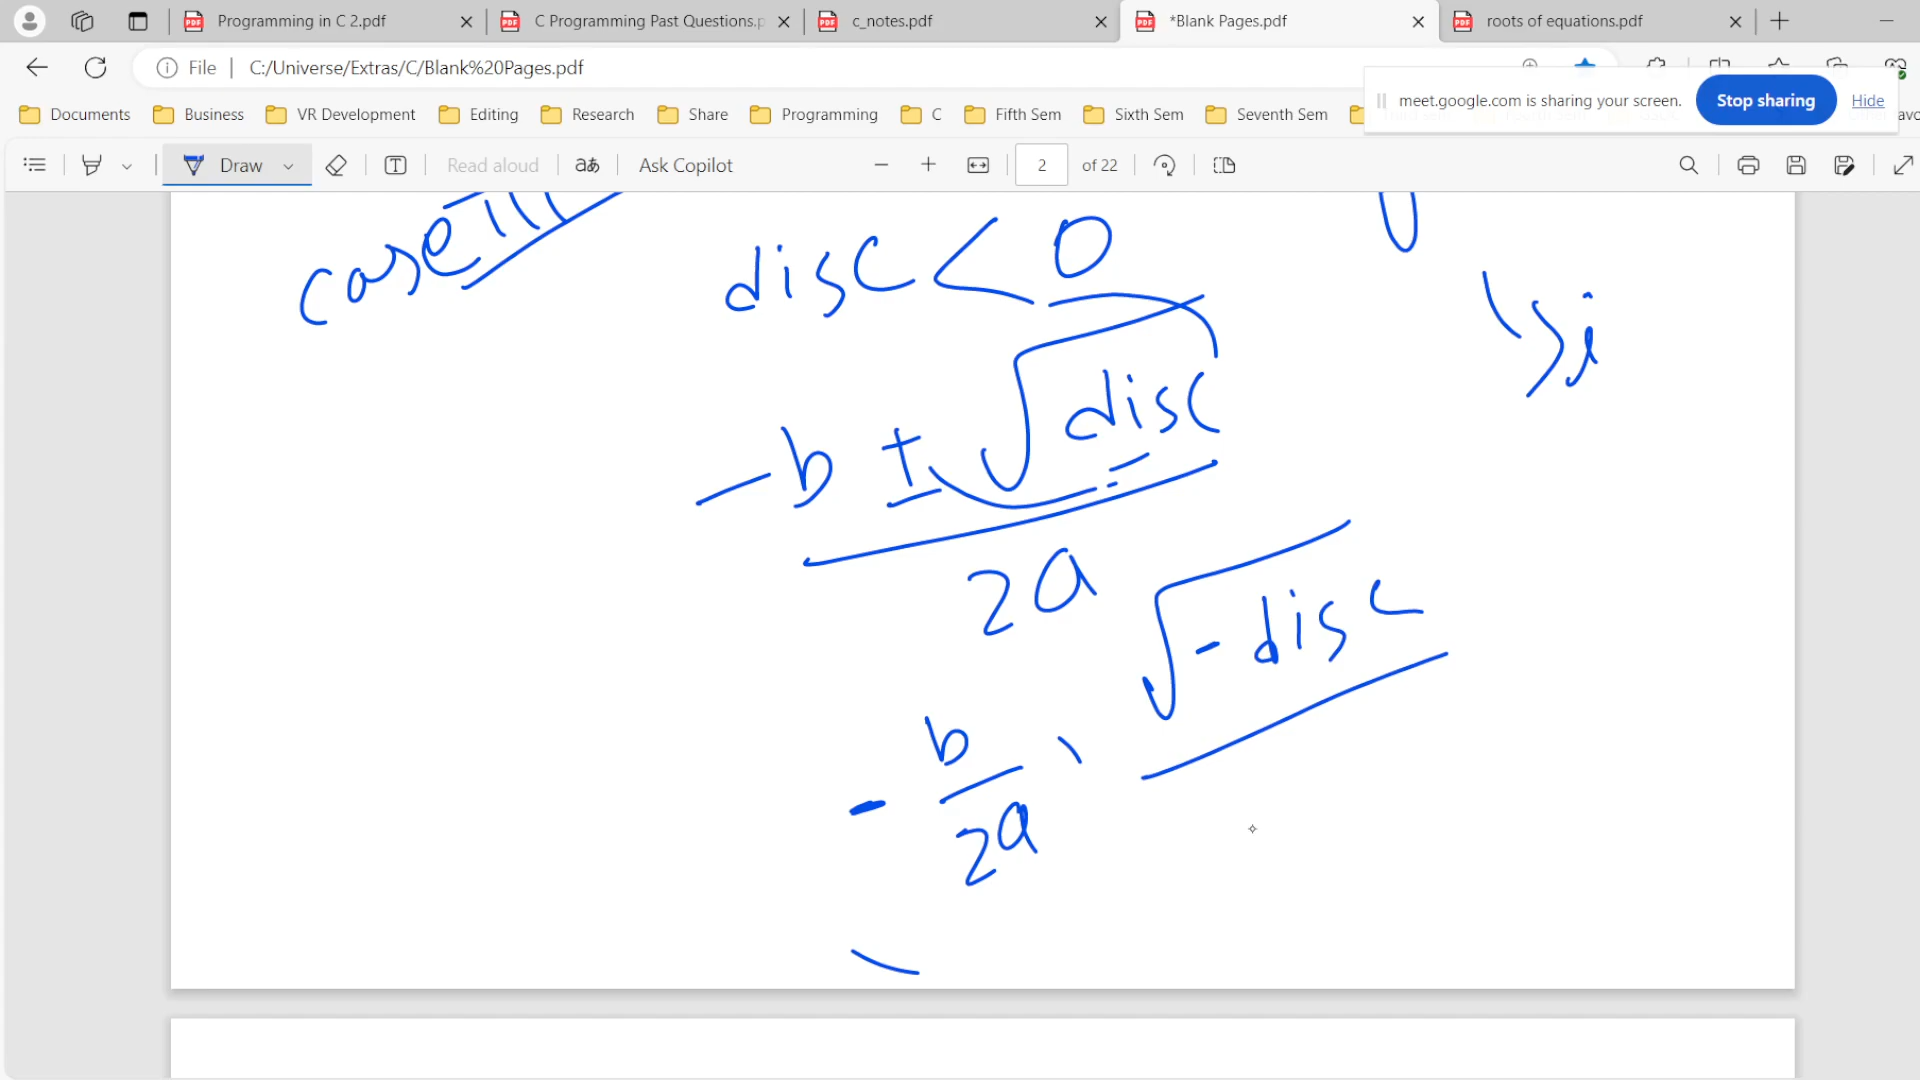 Programming in C 2.pdf
C Programming Past Questions.p
c_notes.pdf
*Blank Pages.pdf
roots of equations.pdf
File | C:/Universe/Extras/C/Blank%20Pages.pdf
meet.google.com is sharing your screen. Stop sharing Hide
Documents Business VR Development Editing Research Share Programming C Fifth Sem Sixth Sem Seventh Sem
Draw Read aloud aあ Ask Copilot 2 of 22
case III
disc < 0
i
-b ± √disc
2a
√-disc
- b ,
2a